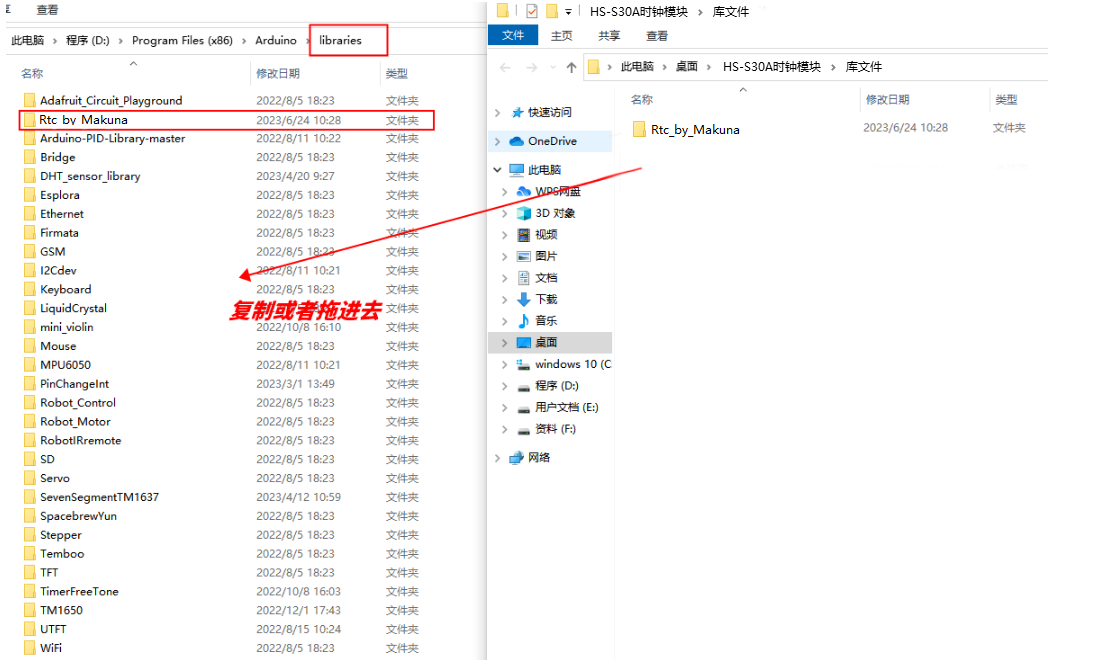 查看
此电脑 > 程序 (D:) > Program Files (x86) > Arduino > libraries
名称 修改日期 类型
Adafruit_Circuit_Playground 2022/8/5 18:23 文件夹
Rtc_by_Makuna 2023/6/24 10:28 文件夹
Arduino-PID-Library-master 2022/8/11 10:22 文件夹
Bridge 2022/8/5 18:23 文件夹
DHT_sensor_library 2023/4/20 9:27 文件夹
Esplora 2022/8/5 18:23 文件夹
Ethernet 2022/8/5 18:23 文件夹
Firmata 2022/8/5 18:23 文件夹
GSM 2022/8/5 18:23 文件夹
I2Cdev 2022/8/11 10:21 文件夹
Keyboard 2022/8/5 18:23 文件夹
LiquidCrystal 文件夹
复制或者拖进去
mini_violin 2022/10/8 16:10 文件夹
Mouse 2022/8/5 18:23 文件夹
MPU6050 2022/8/11 10:21 文件夹
PinChangeInt 2023/3/1 13:49 文件夹
Robot_Control 2022/8/5 18:23 文件夹
Robot_Motor 2022/8/5 18:23 文件夹
RobotIRremote 2022/8/5 18:23 文件夹
SD 2022/8/5 18:23 文件夹
Servo 2022/8/5 18:23 文件夹
SevenSegmentTM1637 2023/4/12 10:59 文件夹
SpacebrewYun 2022/8/5 18:23 文件夹
Stepper 2022/8/5 18:23 文件夹
Temboo 2022/8/5 18:23 文件夹
TFT 2022/8/5 18:23 文件夹
TimerFreeTone 2022/10/8 16:03 文件夹
TM1650 2022/12/1 17:43 文件夹
UTFT 2022/8/15 10:24 文件夹
WiFi 2022/8/5 18:23 文件夹
HS-S30A时钟模块 > 库文件
文件 主页 共享 查看
此电脑 > 桌面 > HS-S30A时钟模块 > 库文件
名称 修改日期 类型
Rtc_by_Makuna 2023/6/24 10:28 文件夹
快速访问
OneDrive
此电脑
WPS网盘
3D 对象
视频
图片
文档
下载
音乐
桌面
windows 10 (C
程序 (D:)
用户文档 (E:)
资料 (F:)
网络